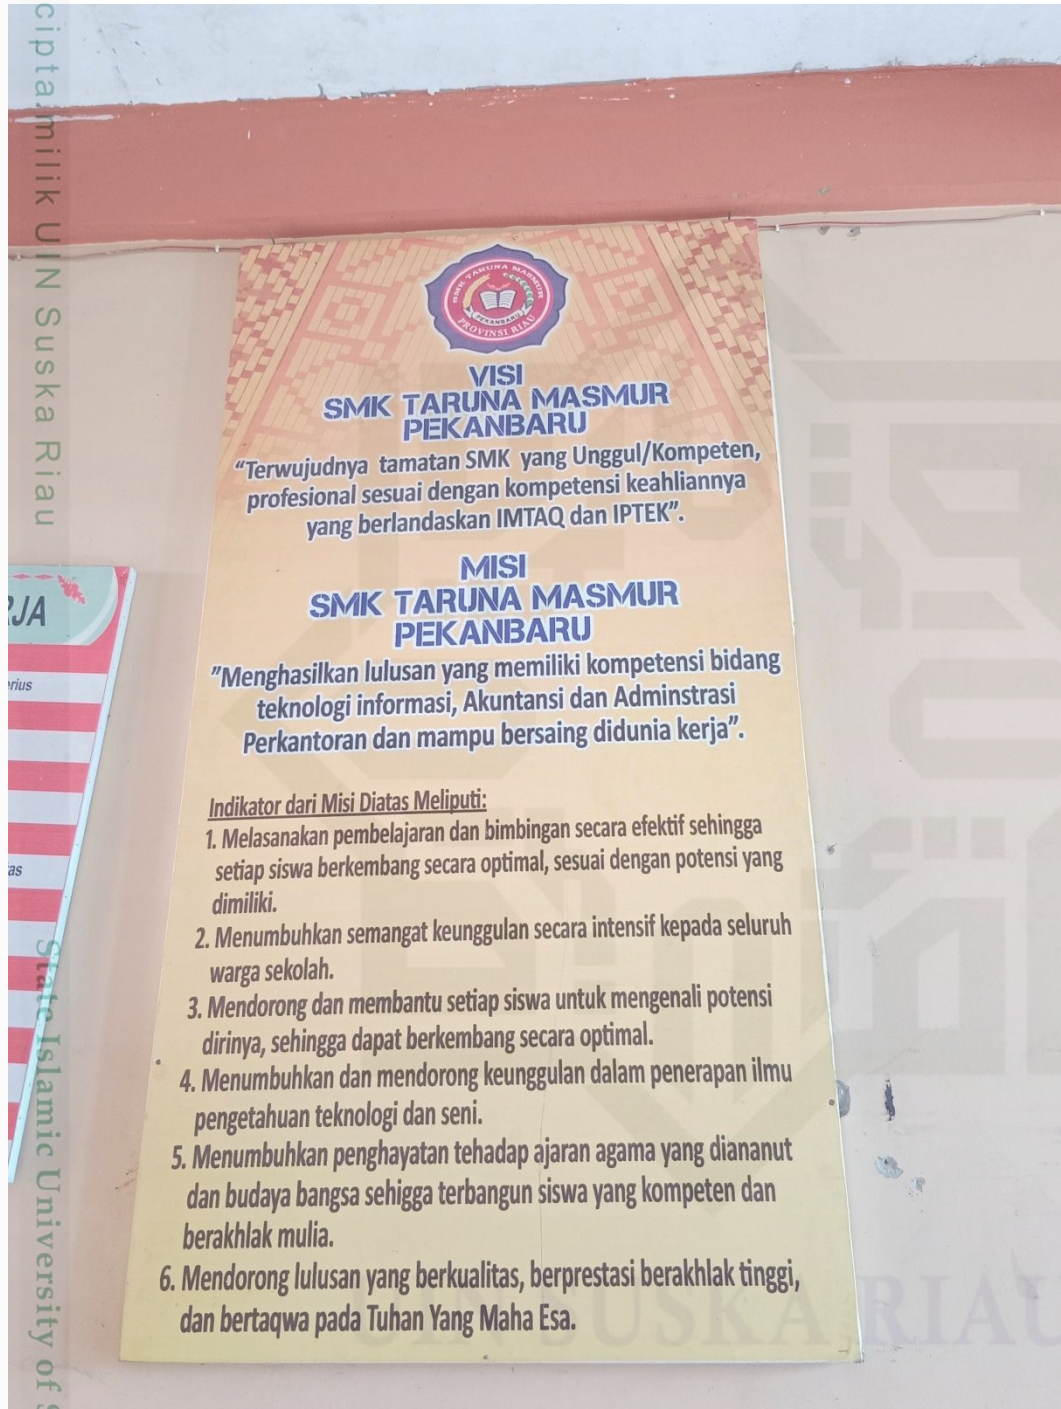 cipta milik UIN Suska Riau
State Islamic University of S
SMK TARUNA MASMUR
PEKANBARU
PROVINSI RIAU
VISI
SMK TARUNA MASMUR
PEKANBARU
“Terwujudnya tamatan SMK yang Unggul/Kompeten,
profesional sesuai dengan kompetensi keahliannya
yang berlandaskan IMTAQ dan IPTEK”.
MISI
SMK TARUNA MASMUR
PEKANBARU
”Menghasilkan lulusan yang memiliki kompetensi bidang
teknologi informasi, Akuntansi dan Adminstrasi
Perkantoran dan mampu bersaing didunia kerja”.
Indikator dari Misi Diatas Meliputi:
1. Melasanakan pembelajaran dan bimbingan secara efektif sehingga
setiap siswa berkembang secara optimal, sesuai dengan potensi yang
dimiliki.
2. Menumbuhkan semangat keunggulan secara intensif kepada seluruh
warga sekolah.
3. Mendorong dan membantu setiap siswa untuk mengenali potensi
dirinya, sehingga dapat berkembang secara optimal.
4. Menumbuhkan dan mendorong keunggulan dalam penerapan ilmu
pengetahuan teknologi dan seni.
5. Menumbuhkan penghayatan tehadap ajaran agama yang diananut
dan budaya bangsa sehigga terbangun siswa yang kompeten dan
berakhlak mulia.
6. Mendorong lulusan yang berkualitas, berprestasi berakhlak tinggi,
dan bertaqwa pada Tuhan Yang Maha Esa.
UIN SUSKA RIAU